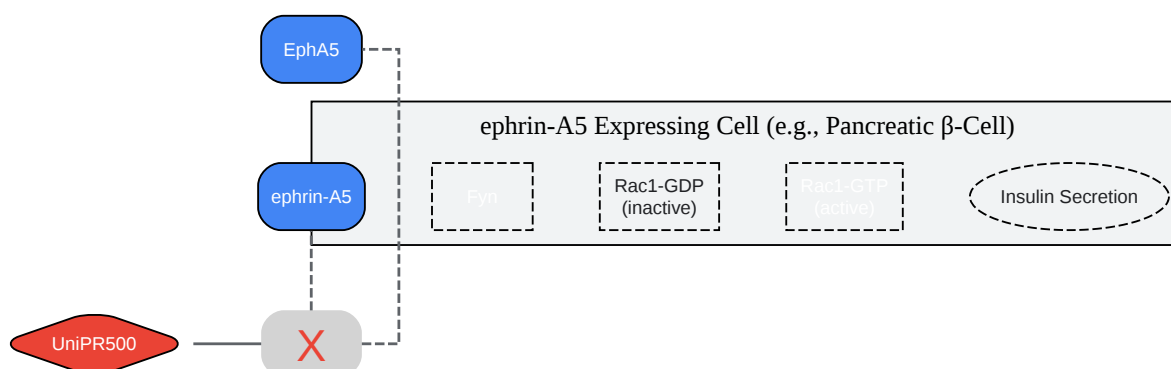 EphA5
ephrin-A5 Expressing Cell (e.g., Pancreatic β-Cell)
ephrin-A5
Fyn
Rac1-GDP
(inactive)
Rac1-GTP
(active)
Insulin Secretion
UniPR500
X